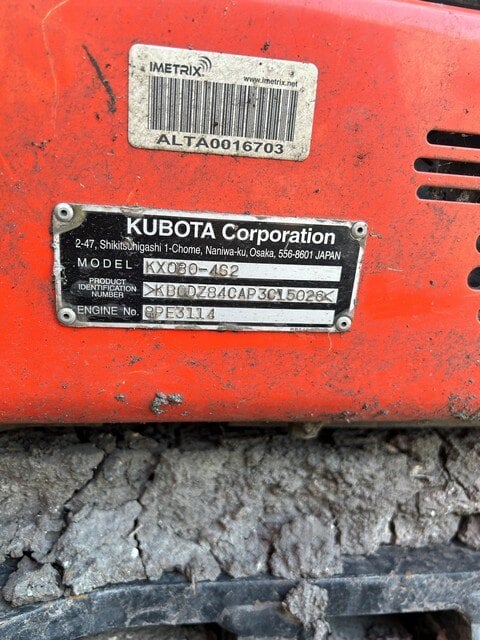 IMETRIX
www.imetrix.net
ALTA0016703
KUBOTA Corporation
2-47, Shikitsuhigashi 1-Chome, Naniwa-ku, Osaka, 556-8601 JAPAN
MODEL KX080-4S2
PRODUCT IDENTIFICATION NUMBER >KBCDZ84CAP3C15026<
ENGINE No. 8PE3114